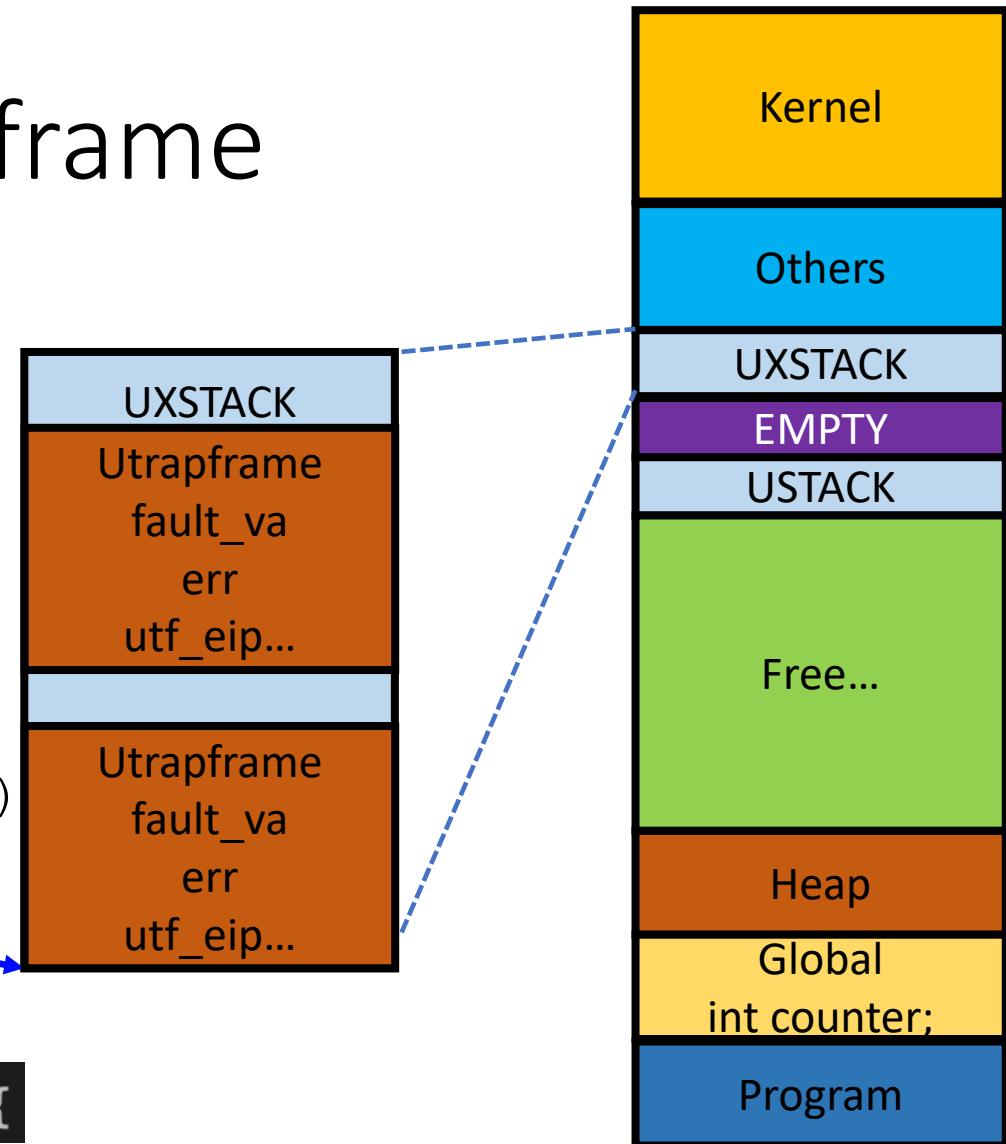 frame
UXSTACK
Utrapframe
fault_va
err
utf_eip...
Utrapframe
fault_va
err
utf_eip...
)
{
Kernel
Others
UXSTACK
EMPTY
USTACK
Free...
Heap
Global
int counter;
Program